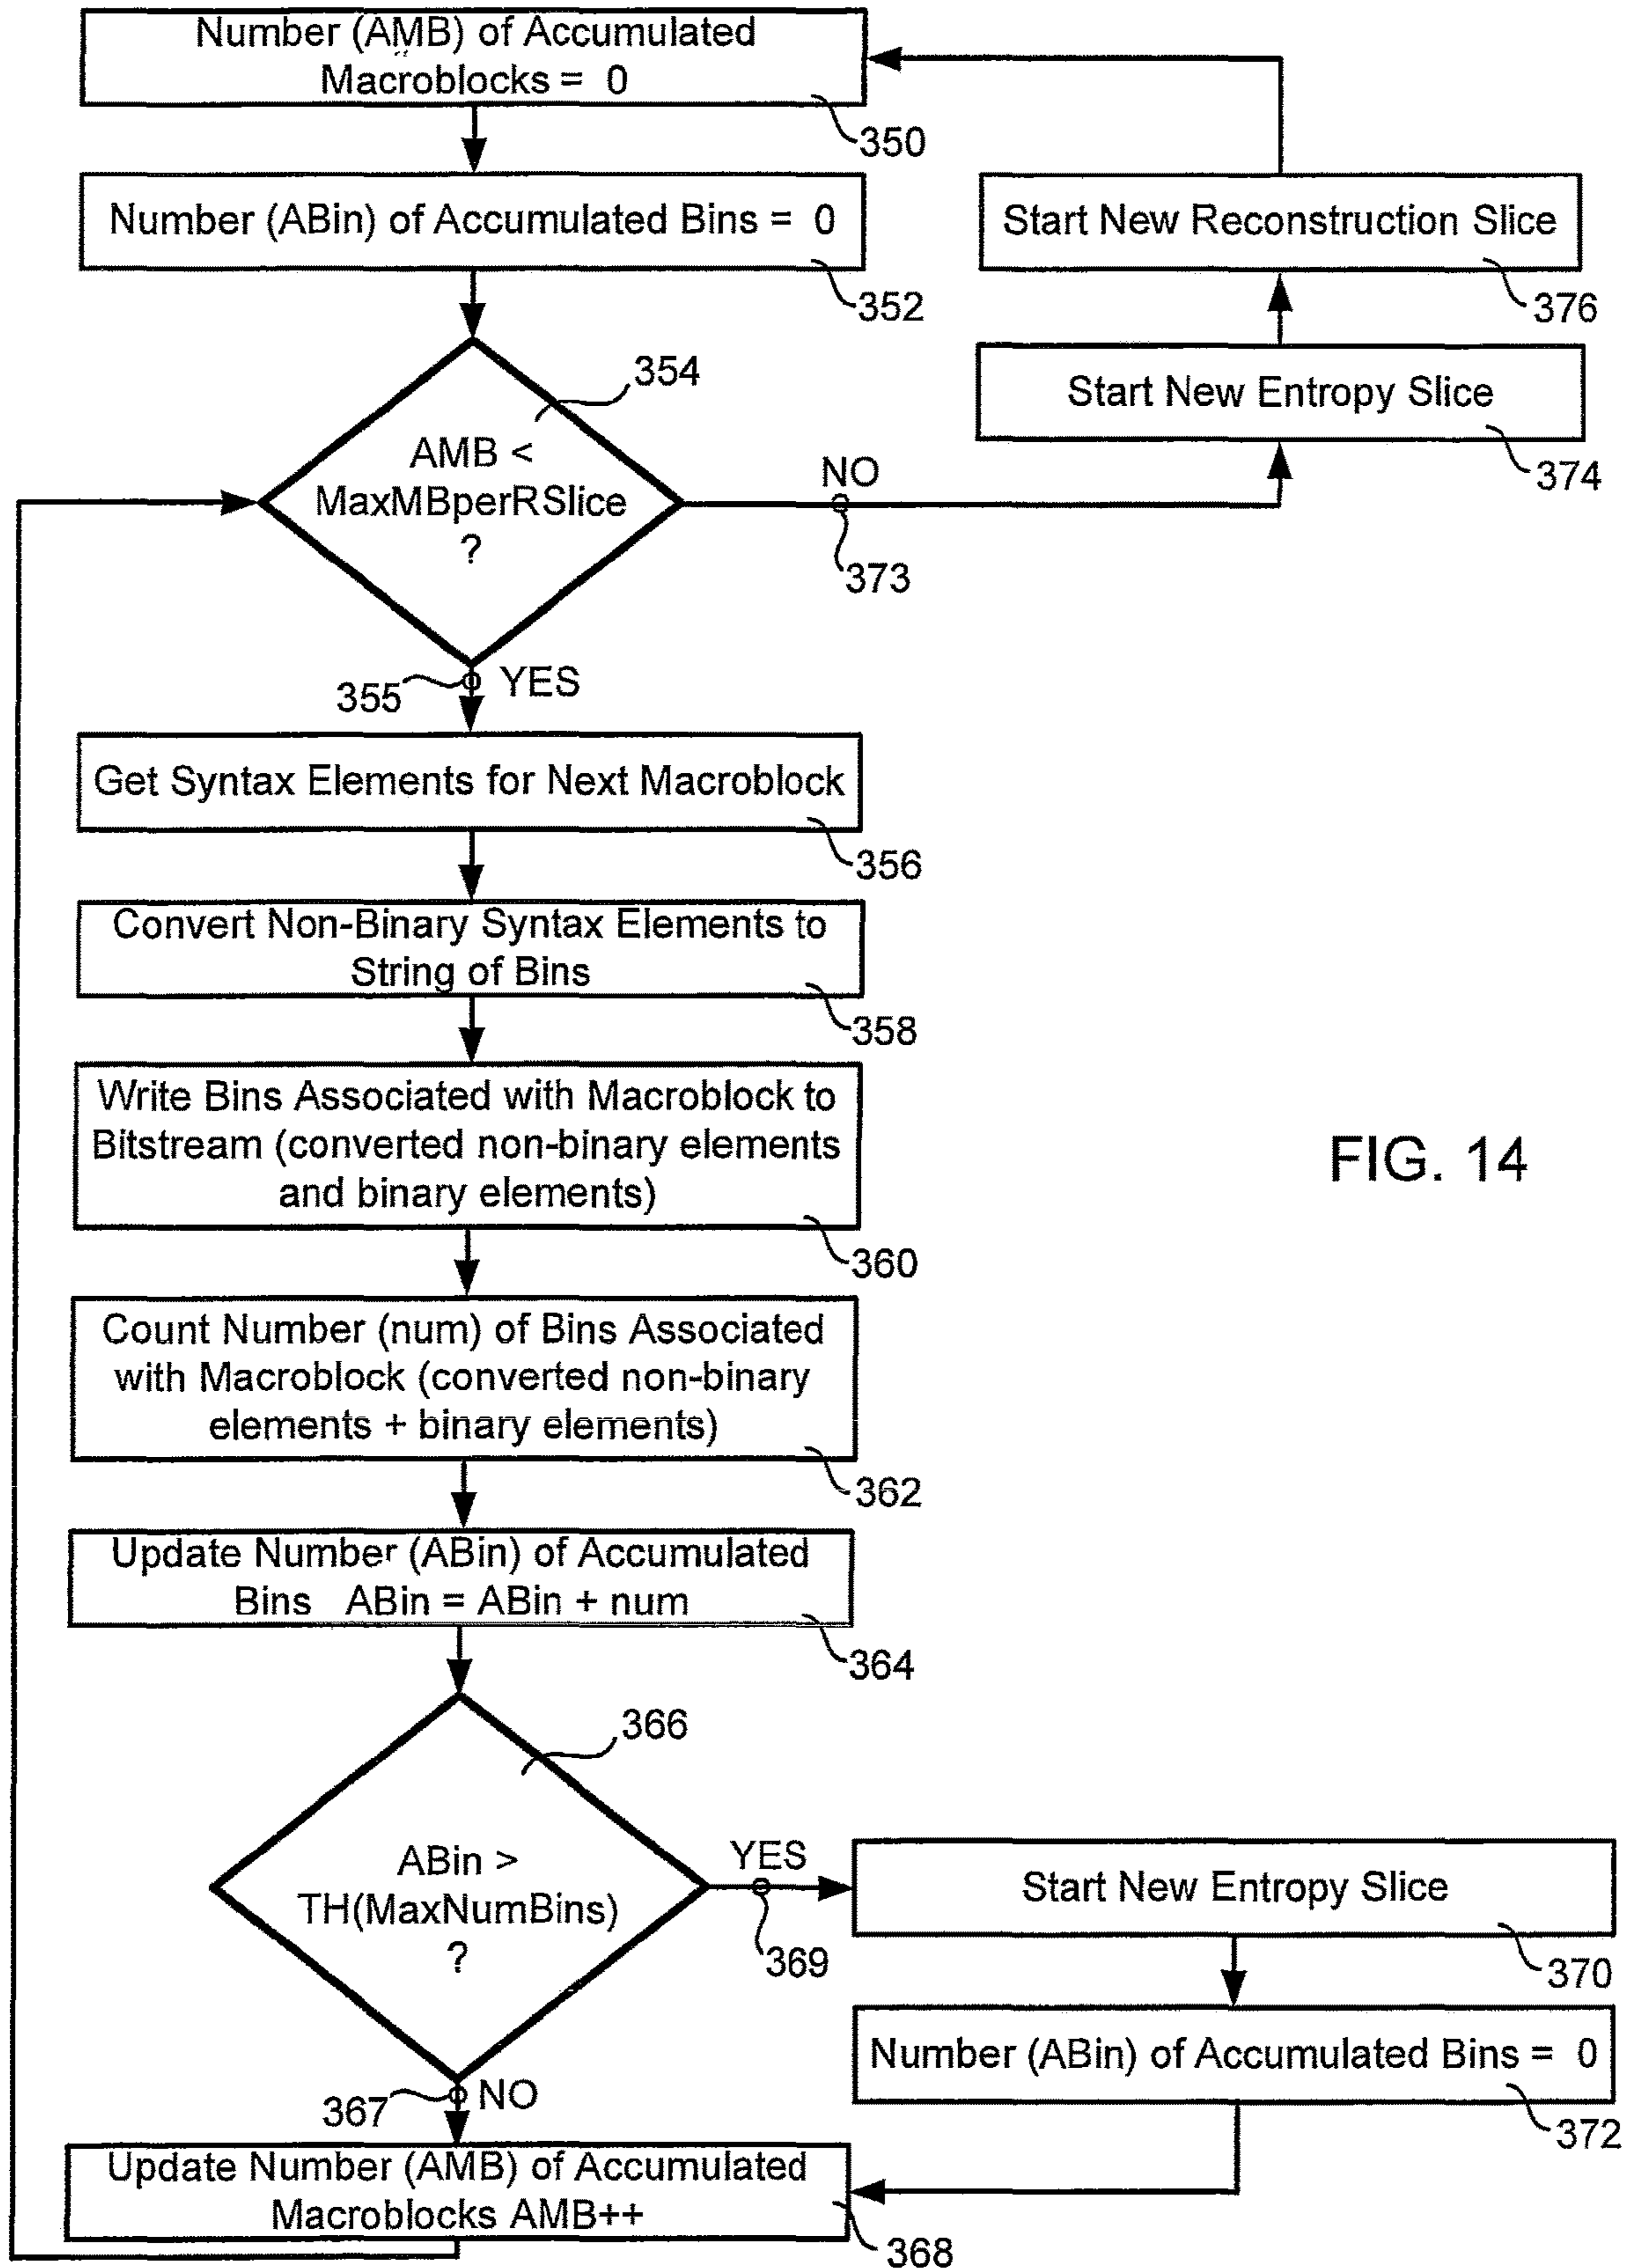 Number (AMB) of Accumulated
Macroblocks = 0
350
Number (ABin) of Accumulated Bins = 0
352
Start New Reconstruction Slice
376
Start New Entropy Slice
374
354
AMB <
MaxMBperRSlice
?
NO
373
355
YES
Get Syntax Elements for Next Macroblock
356
Convert Non-Binary Syntax Elements to
String of Bins
358
Write Bins Associated with Macroblock to
Bitstream (converted non-binary elements
and binary elements)
360
FIG. 14
Count Number (num) of Bins Associated
with Macroblock (converted non-binary
elements + binary elements)
362
Update Number (ABin) of Accumulated
Bins ABin = ABin + num
364
366
ABin >
TH(MaxNumBins)
?
YES
369
Start New Entropy Slice
370
Number (ABin) of Accumulated Bins = 0
372
367
NO
Update Number (AMB) of Accumulated
Macroblocks AMB++
368